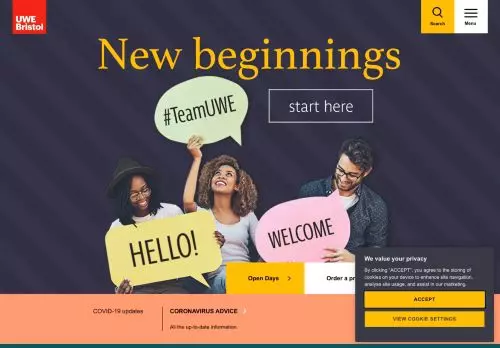 UWE
Bristol
Search
Menu
New beginnings
#TeamUWE
start here
HELLO!
WELCOME
Open Days
Order a pr
We value your privacy
By clicking "ACCEPT", you agree to the storing of
cookies on your device to enhance site navigation,
analyse site usage, and assist in our marketing.
ACCEPT
VIEW COOKIE SETTINGS
COVID-19 updates
CORONAVIRUS ADVICE
All the up-to-date information